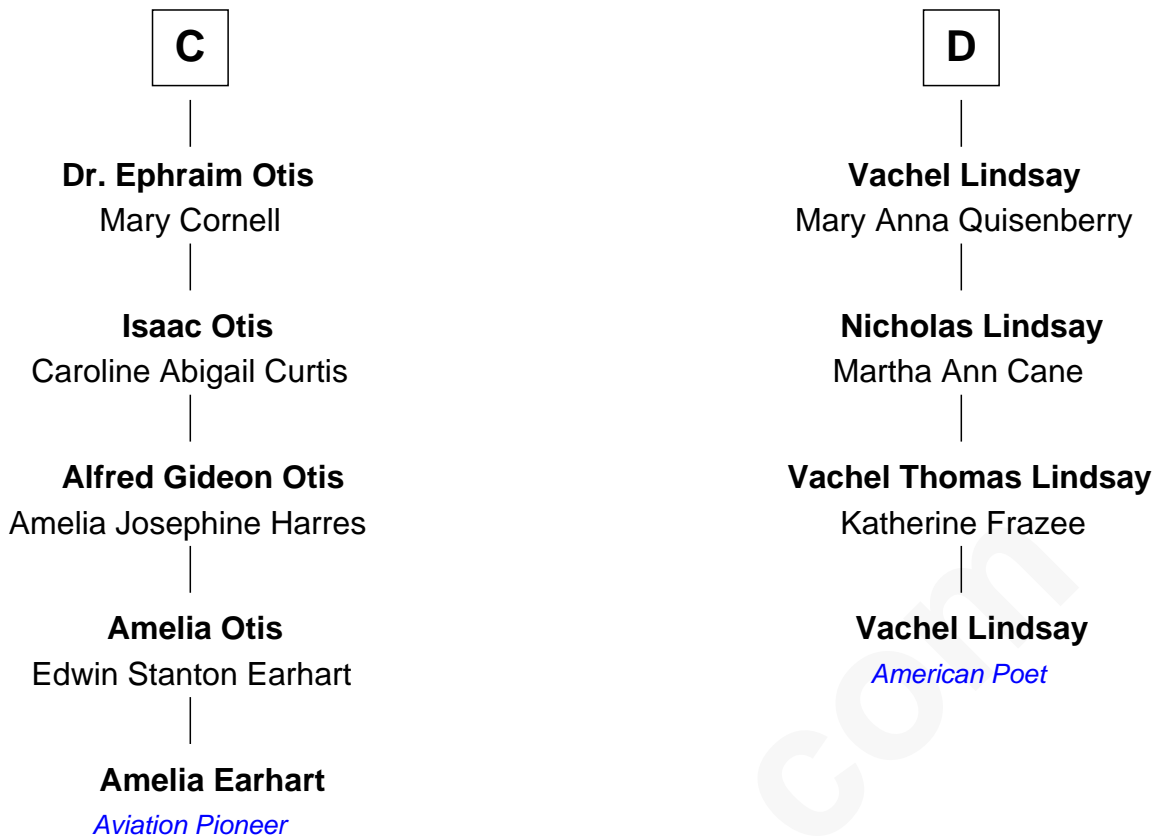 C
Dr. Ephraim Otis
Mary Cornell
Isaac Otis
Caroline Abigail Curtis
Alfred Gideon Otis
Amelia Josephine Harres
Amelia Otis
Edwin Stanton Earhart
Amelia Earhart
Aviation Pioneer
D
Vachel Lindsay
Mary Anna Quisenberry
Nicholas Lindsay
Martha Ann Cane
Vachel Thomas Lindsay
Katherine Frazee
Vachel Lindsay
American Poet
com